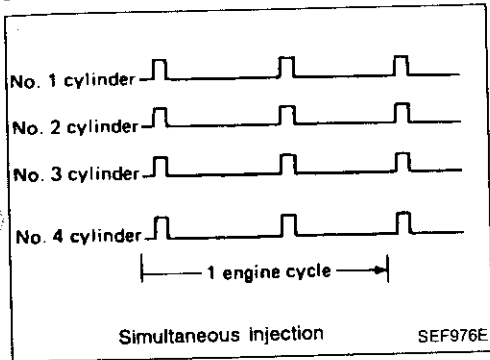 No. 1 cylinder
No. 2 cylinder
No. 3 cylinder
No. 4 cylinder
1 engine cycle
Simultaneous injection SEF976E